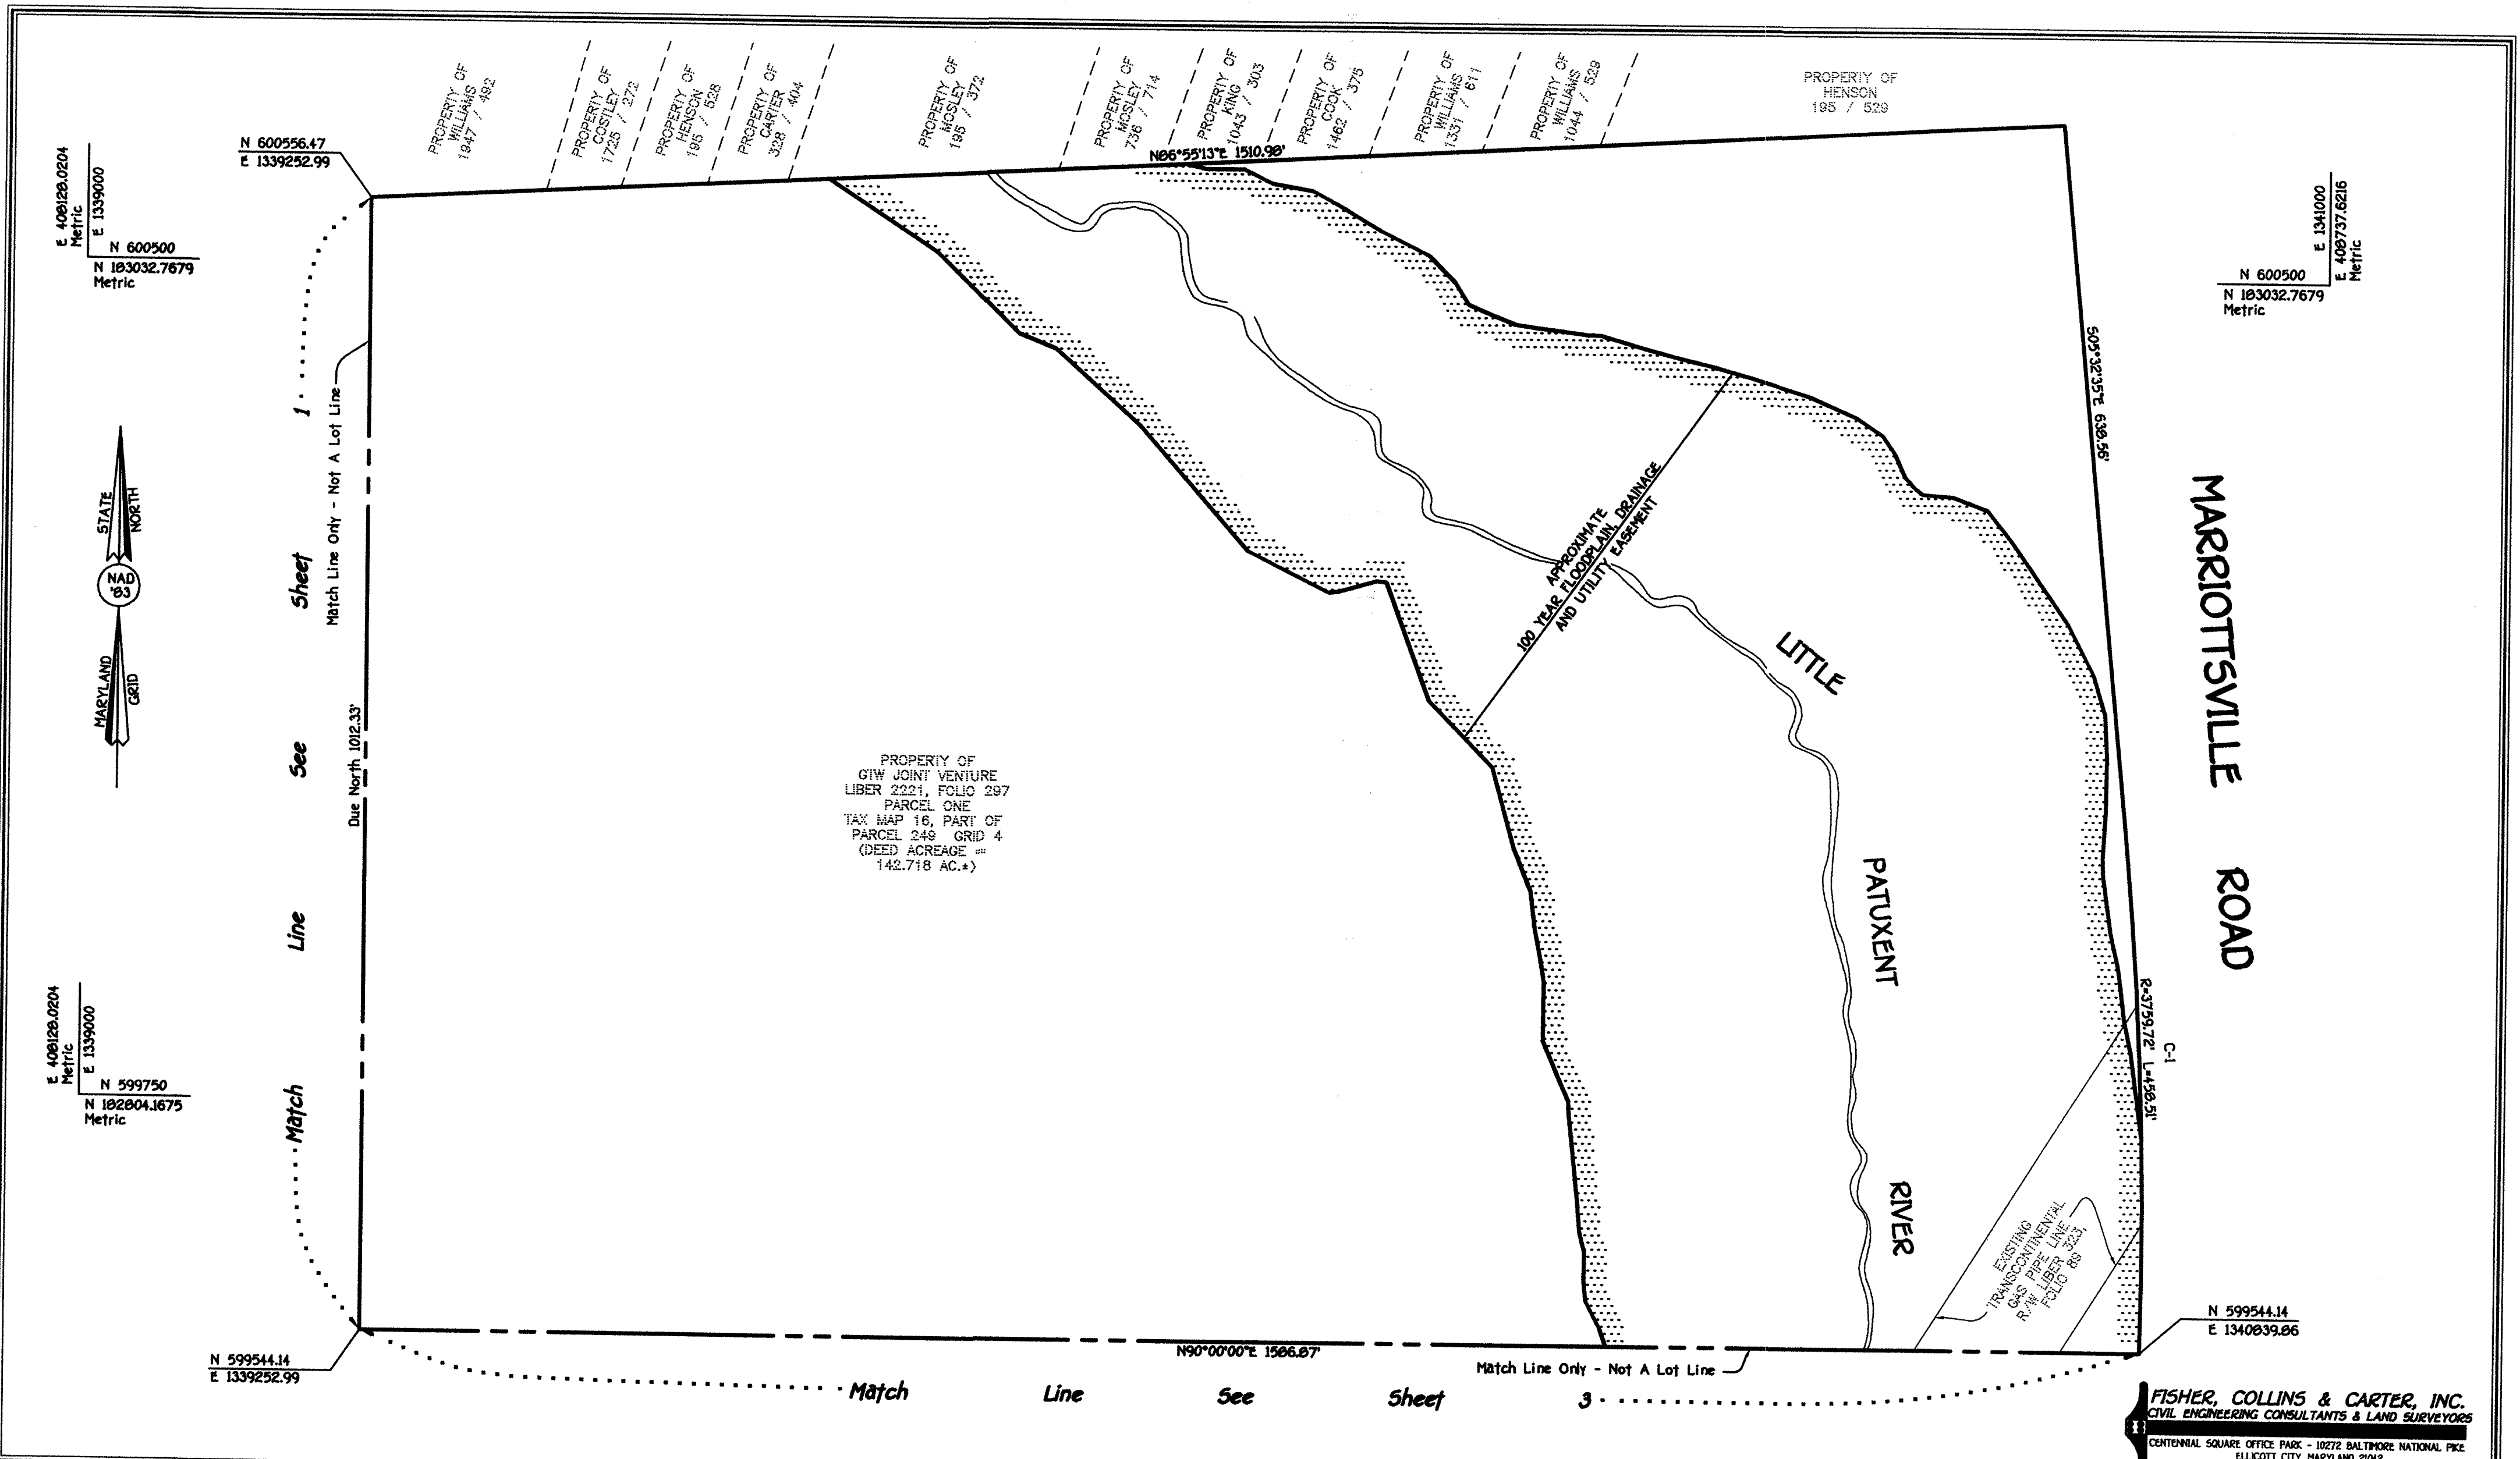 PROPERTY OF
WILLIAMS
1947 / 492
PROPERTY OF
COSTLEY
1725 / 272
PROPERTY OF
HENSON
195 / 528
PROPERTY OF
CARTER
328 / 404
PROPERTY OF
MOSLEY
195 / 372
PROPERTY OF
MOSLEY
736 / 714
PROPERTY OF
KING
1043 / 303
PROPERTY OF
COOK
1462 / 375
PROPERTY OF
WILLIAMS
1331 / 611
PROPERTY OF
WILLIAMS
1044 / 529
PROPERTY OF
HENSON
195 / 529
N 600556.47
E 1339252.99
N86°55'13"E 1510.98'
E 408128.0204
Metric
E 1339000
N 600500
N 183032.7679
Metric
E 1341000
E 408737.6216
Metric
N 600500
N 183032.7679
Metric
S05°32'35"E 638.56'
STATE
NORTH
NAD
'83
MARYLAND
GRID
Match Line See Sheet 1
Match Line Only - Not A Lot Line
Due North 1012.33'
APPROXIMATE
100 YEAR FLOODPLAIN, DRAINAGE
AND UTILITY EASEMENT
LITTLE
PATUXENT
RIVER
MARRIOTTSVILLE ROAD
PROPERTY OF
GTW JOINT VENTURE
LIBER 2221, FOLIO 297
PARCEL ONE
TAX MAP 16, PART OF
PARCEL 249 GRID 4
(DEED ACREAGE =
142.718 AC.±)
E 408128.0204
Metric
E 1339000
N 599750
N 182804.1675
Metric
C-1
R=3759.72' L=458.51'
EXISTING
TRANSCONTINENTAL
GAS PIPE LINE
R/W LIBER 323,
FOLIO 89
N 599544.14
E 1340839.86
N 599544.14
E 1339252.99
N90°00'00"E 1586.87'
Match Line Only - Not A Lot Line
Match Line See Sheet 3
FISHER, COLLINS & CARTER, INC.
CIVIL ENGINEERING CONSULTANTS & LAND SURVEYORS
CENTENNIAL SQUARE OFFICE PARK - 10272 BALTIMORE NATIONAL PIKE
ELLICOTT CITY, MARYLAND 21042